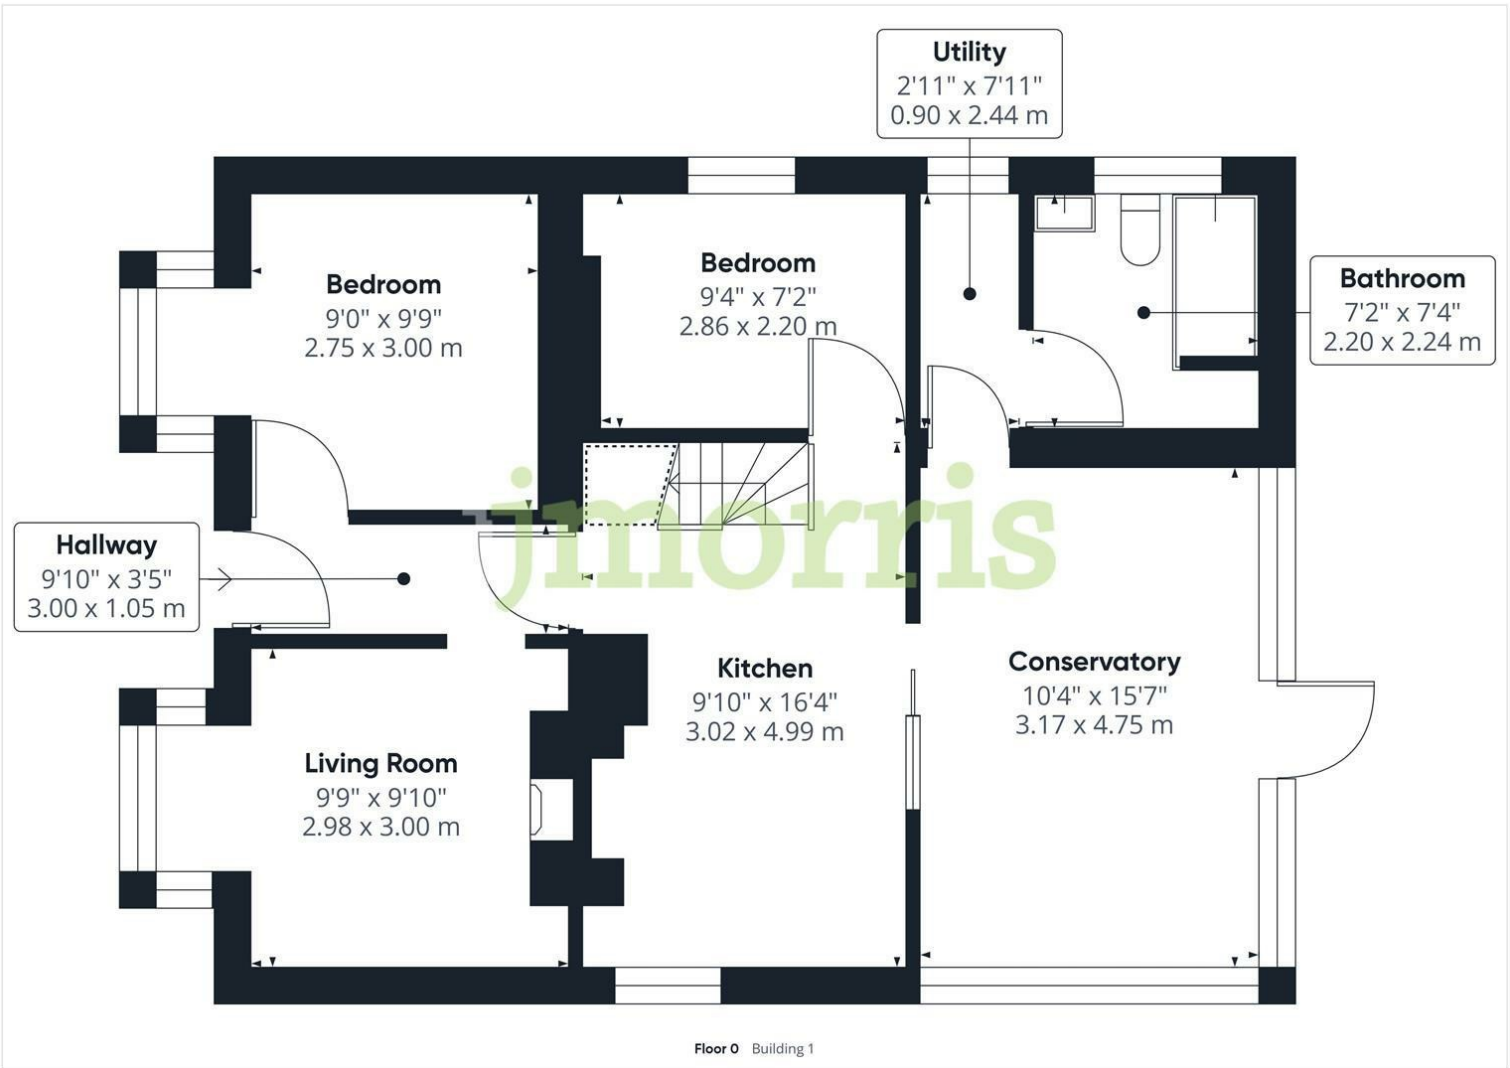 Utility
2'11" x 7'11"
0.90 x 2.44 m
Bedroom
9'0" x 9'9"
2.75 x 3.00 m
Bedroom
9'4" x 7'2"
2.86 x 2.20 m
Bathroom
7'2" x 7'4"
2.20 x 2.24 m
Hallway
9'10" x 3'5"
3.00 x 1.05 m
jmorris
Kitchen
9'10" x 16'4"
3.02 x 4.99 m
Conservatory
10'4" x 15'7"
3.17 x 4.75 m
Living Room
9'9" x 9'10"
2.98 x 3.00 m
Floor 0 Building 1